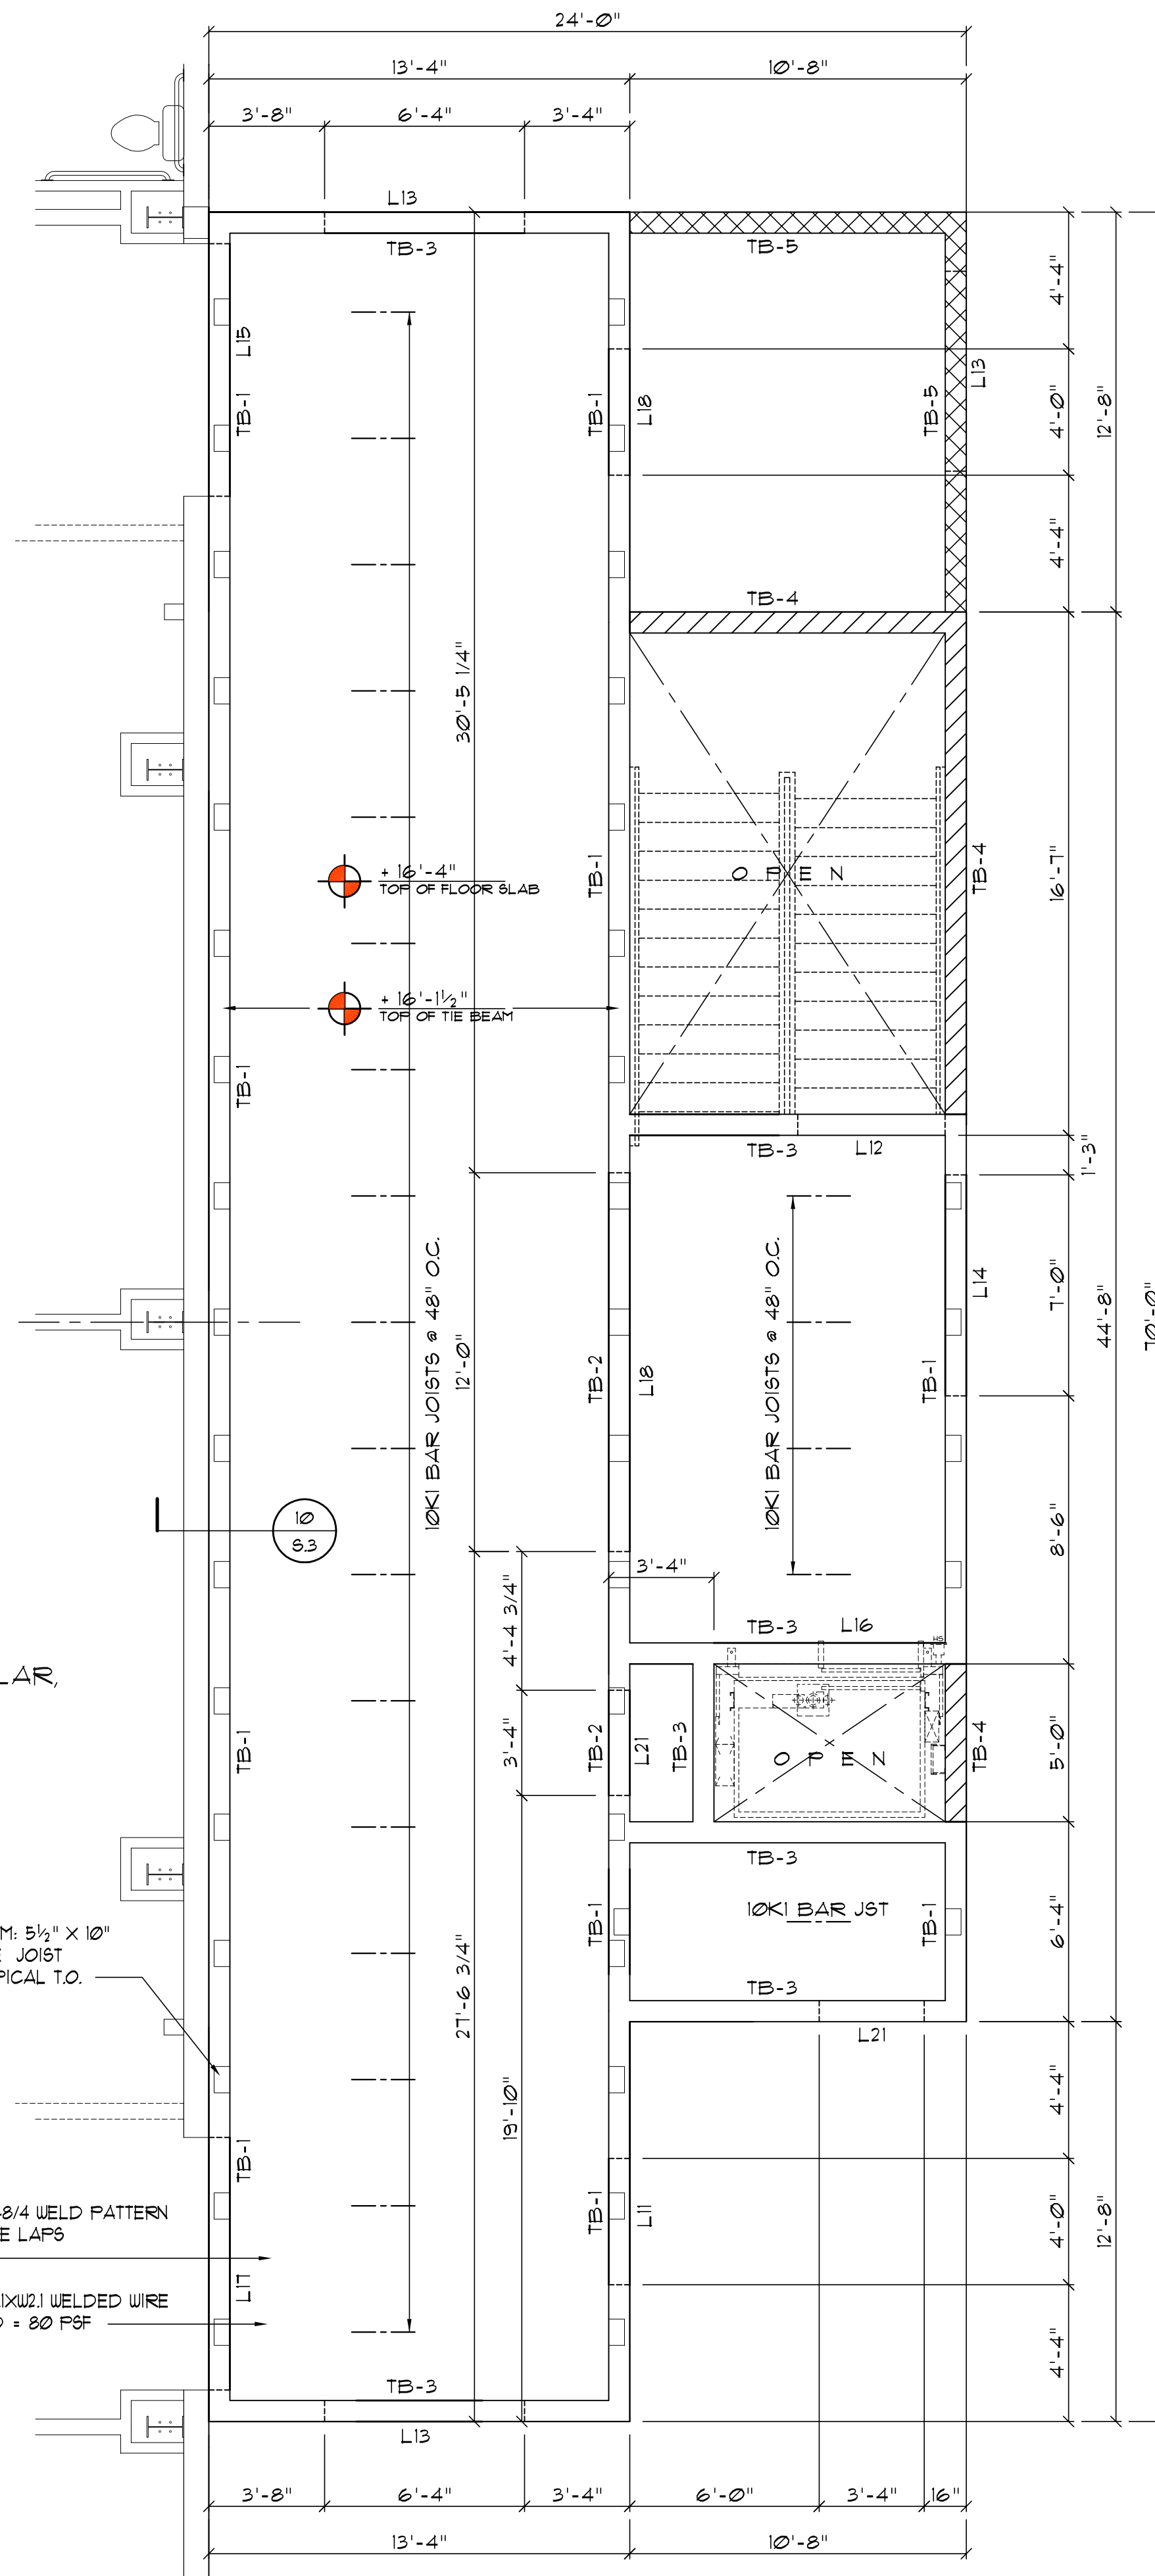 24'-0"
13'-4"
10'-8"
3'-8"
6'-4"
3'-4"
L13
TB-3
TB-5
4'-4"
L15
L13
TB-1
TB-1
L18
TB-5
4'-0"
12'-8"
4'-4"
TB-4
30'-5 1/4"
+ 16'-4"
TOP OF FLOOR SLAB
TB-1
OPEN
TB-4
16'-7"
+ 16'-1½"
TOP OF TIE BEAM
TB-1
TB-3
L12
1'-3"
10K1 BAR JOISTS @ 48" O.C.
12'-0"
10K1 BAR JOISTS @ 48" O.C.
L14
7'-0"
44'-8"
70'-0"
TB-2
L18
TB-1
10
S.3
8'-6"
3'-4"
4'-4 3/4"
TB-3
L16
HS
LAR,
TB-1
3'-4"
TB-2
L21
TB-3
OPEN
TB-4
5'-0"
TB-3
M: 5½" X 10"
E JOIST
PICAL T.O.
TB-1
10K1 BAR JST
TB-1
6'-4"
27'-6 3/4"
TB-3
L21
19'-10"
4'-4"
TB-1
TB-1
L11
4'-0"
12'-8"
-8/4 WELD PATTERN
E LAPS
L17
.1XW2.1 WELDED WIRE
D = 80 PSF
4'-4"
TB-3
L13
3'-8"
6'-4"
3'-4"
6'-0"
3'-4"
16"
13'-4"
10'-8"